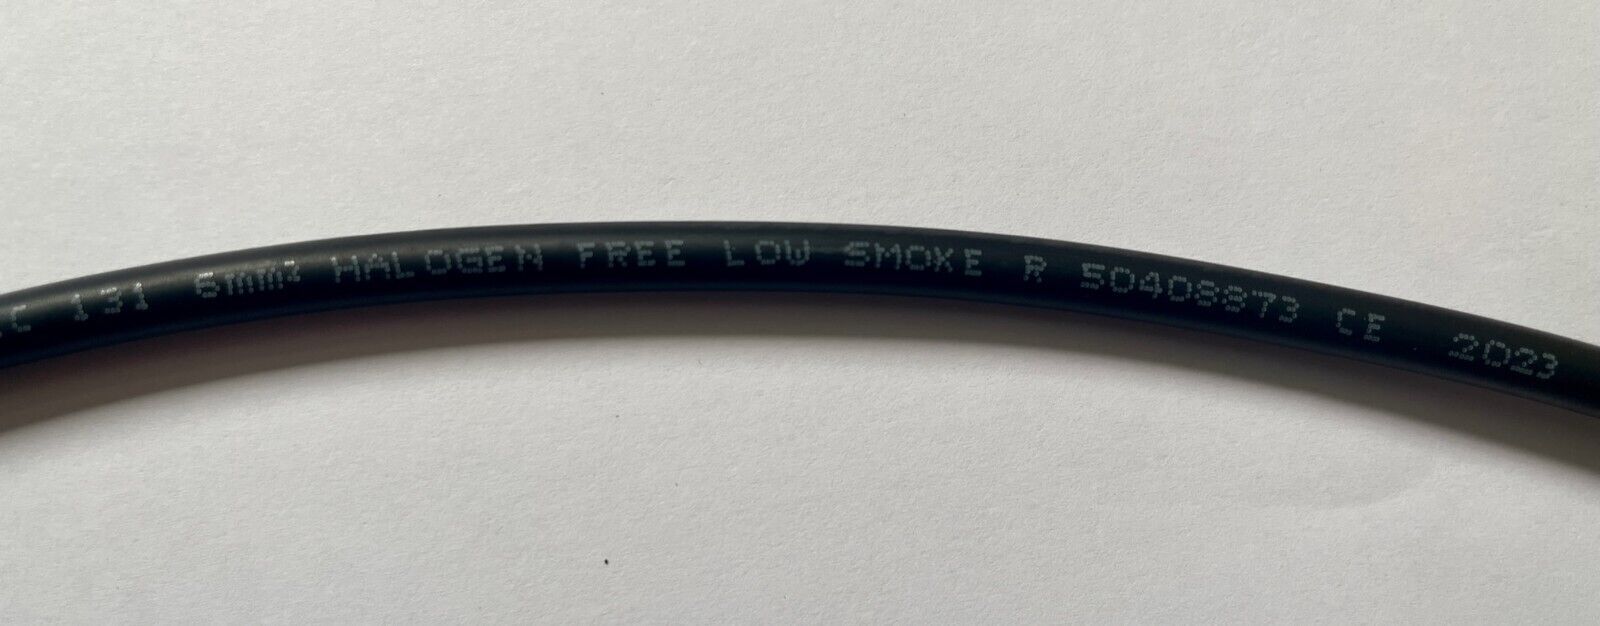 131 6mm² HALOGEN FREE LOW SMOKE R 50408873 CE 2023